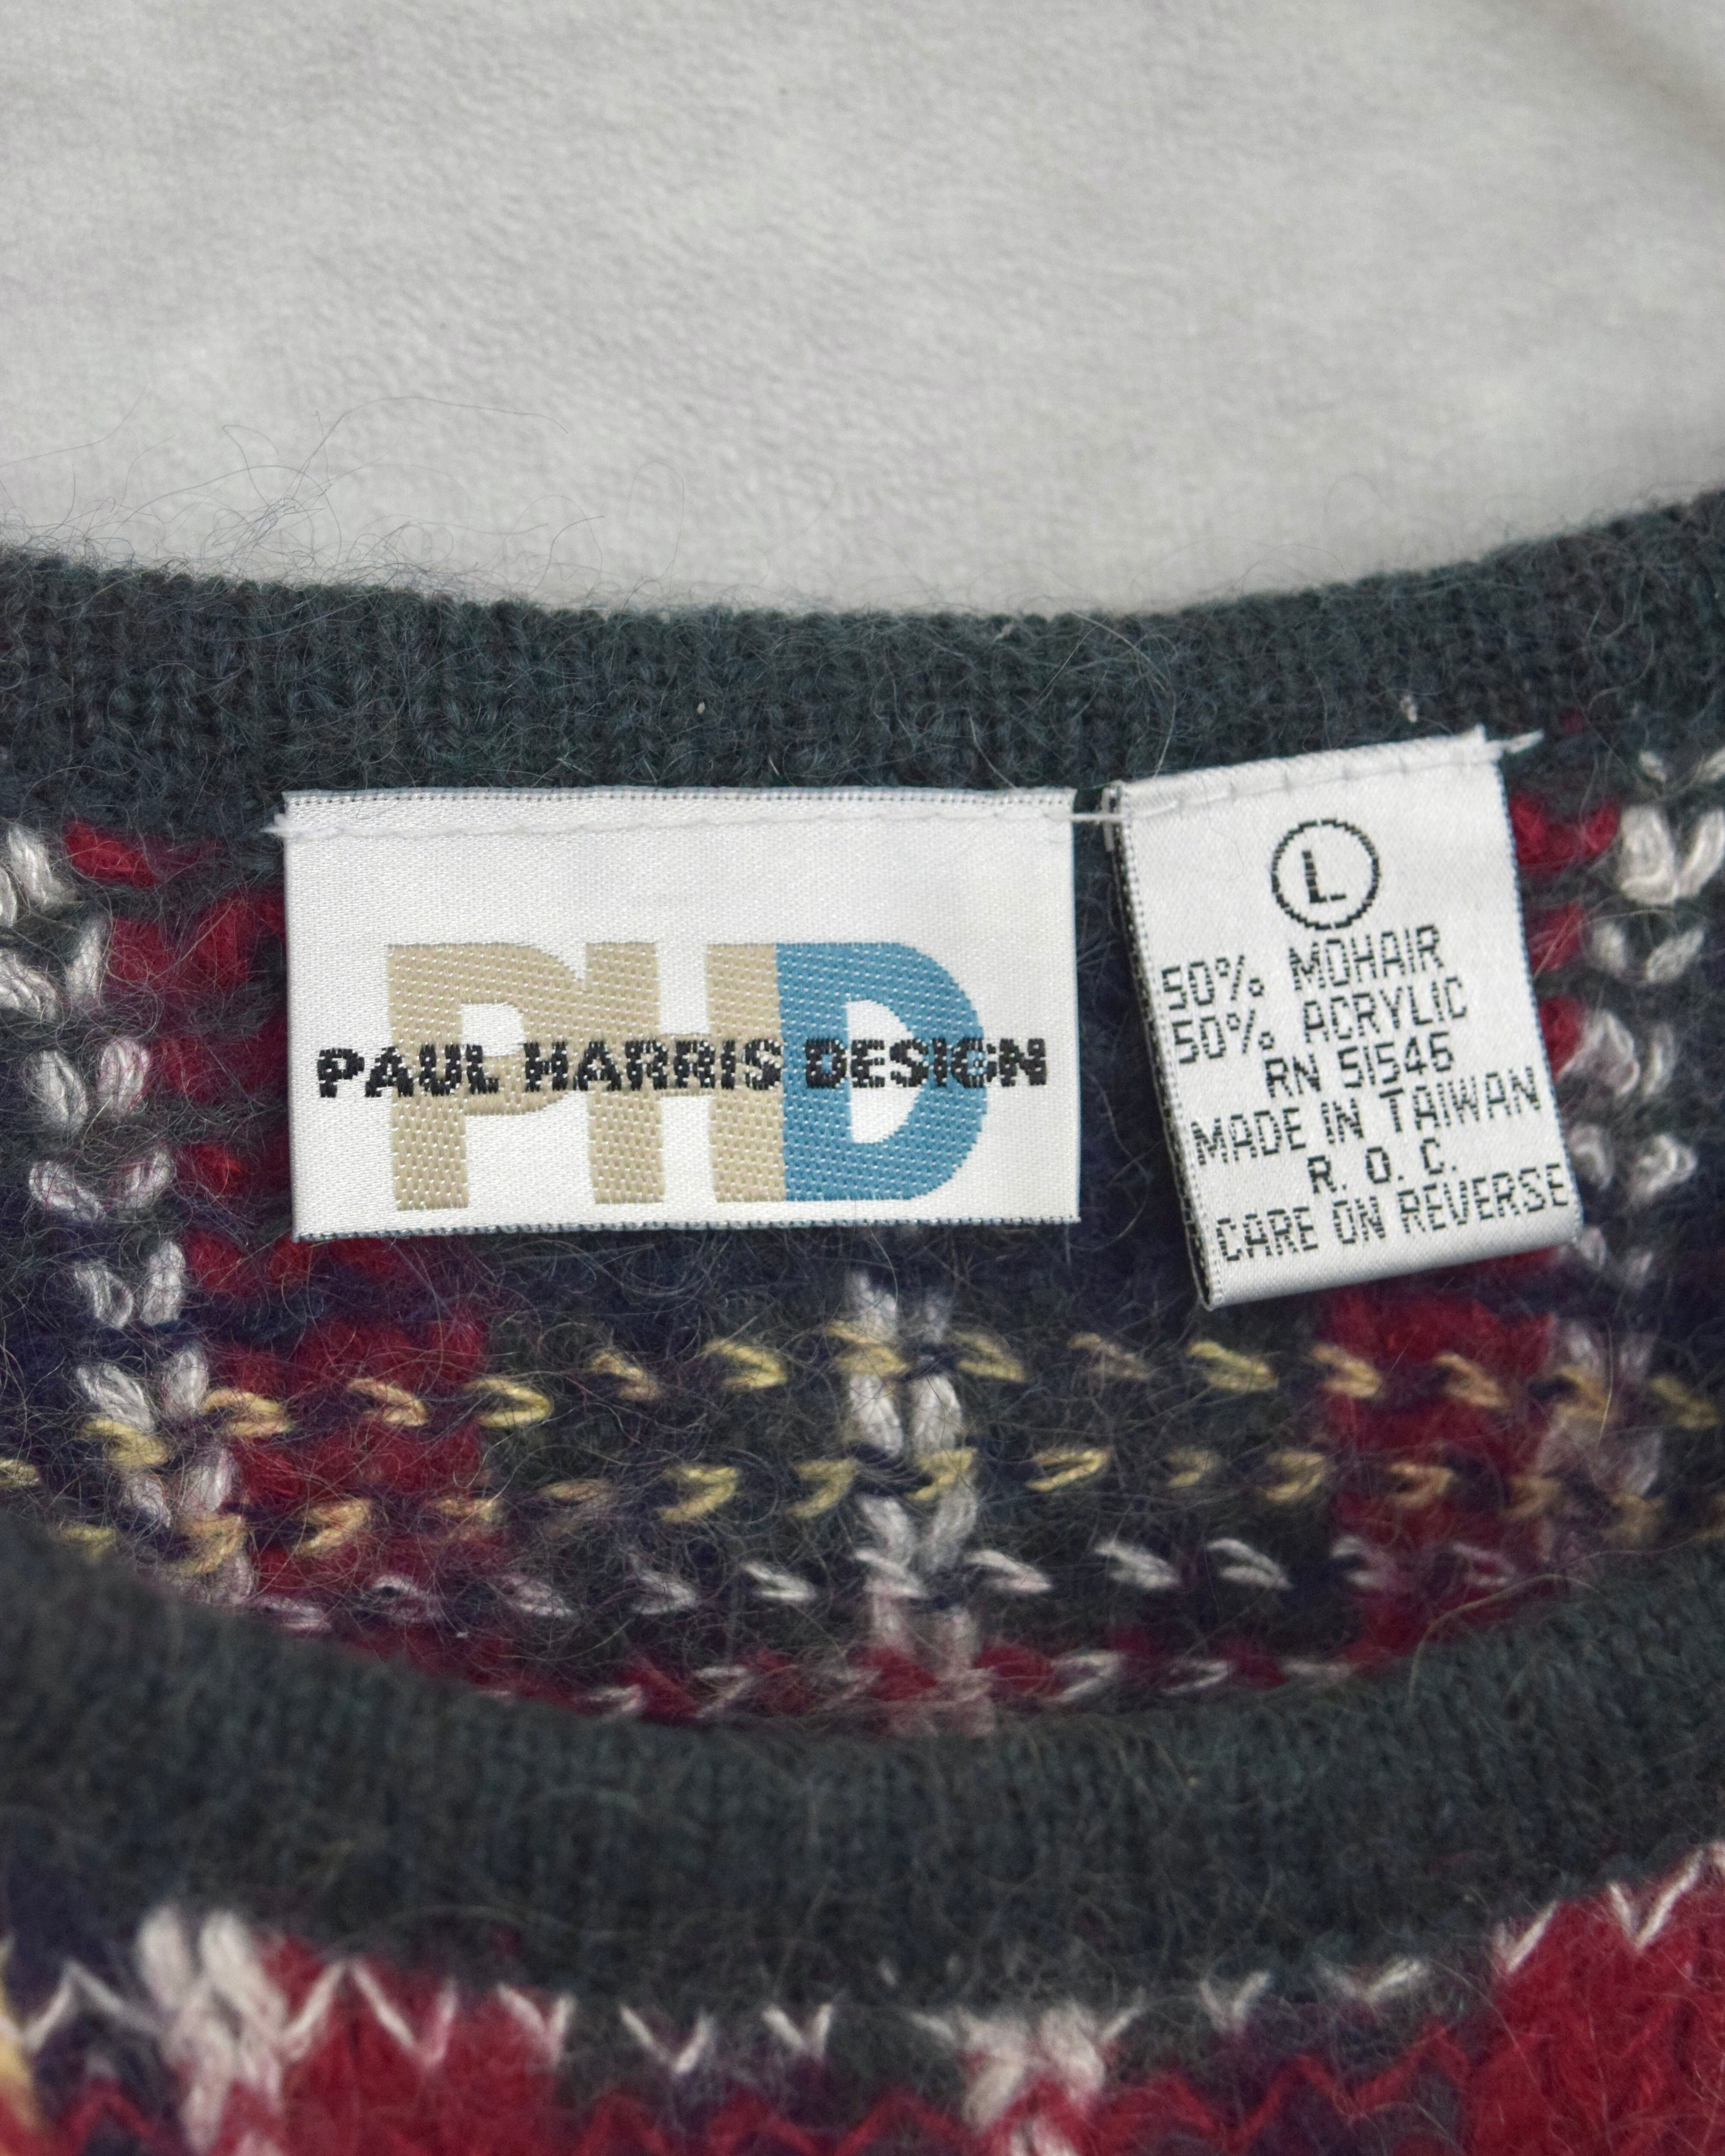 PHD
PAUL HARRIS DESIGN
L
50% MOHAIR
50% ACRYLIC
RN 51546
MADE IN TAIWAN
R. O. C.
CARE ON REVERSE